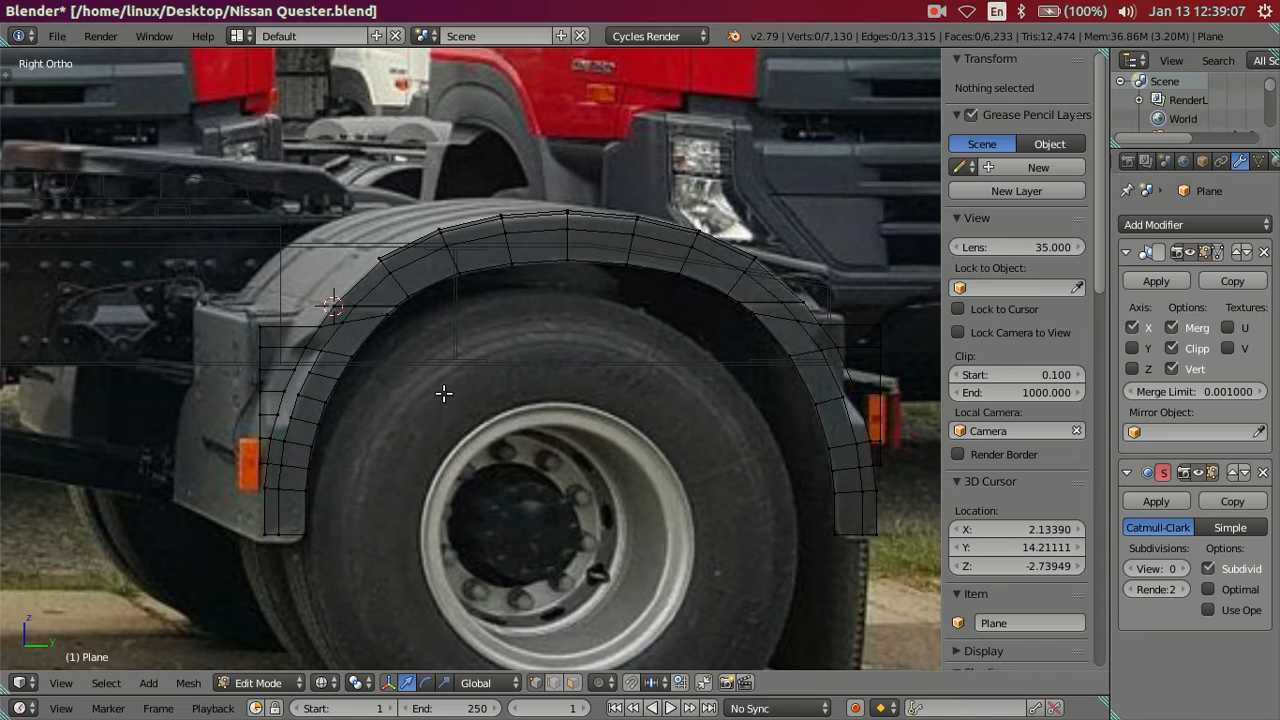 Blender* [/home/linux/Desktop/Nissan Quester.blend]
En
(100%)
Jan 13 12:39:07
File
Render
Window
Help
Default
Scene
Cycles Render
v2.79 | Verts:0/7,130 | Edges:0/13,315 | Faces:0/6,233 | Tris:12,474 | Mem:36.86M (3.20M) | Plane
Right Ortho
(1) Plane
z
y
Transform
Nothing selected
Grease Pencil Layers
Scene
Object
New
New Layer
View
Lens: 35.000
Lock to Object:
Lock to Cursor
Lock Camera to View
Clip:
Start: 0.100
End: 1000.000
Local Camera:
Camera
Render Border
3D Cursor
Location:
X: 2.13390
Y: 14.21111
Z: -2.73949
Item
Plane
Display
View
Search
All Sc
Scene
RenderL
World
Plane
Add Modifier
Apply
Copy
Axis:
Options:
Textures:
X
Merg
U
Y
Clipp
V
Z
Vert
Merge Limit: 0.001000
Mirror Object:
S
Apply
Copy
Catmull-Clark
Simple
Subdivisions:
Options:
View: 0
Subdivid
Rende:2
Optimal
Use Ope
View
Select
Add
Mesh
Edit Mode
Global
View
Marker
Frame
Playback
Start: 1
End: 250
1
No Sync